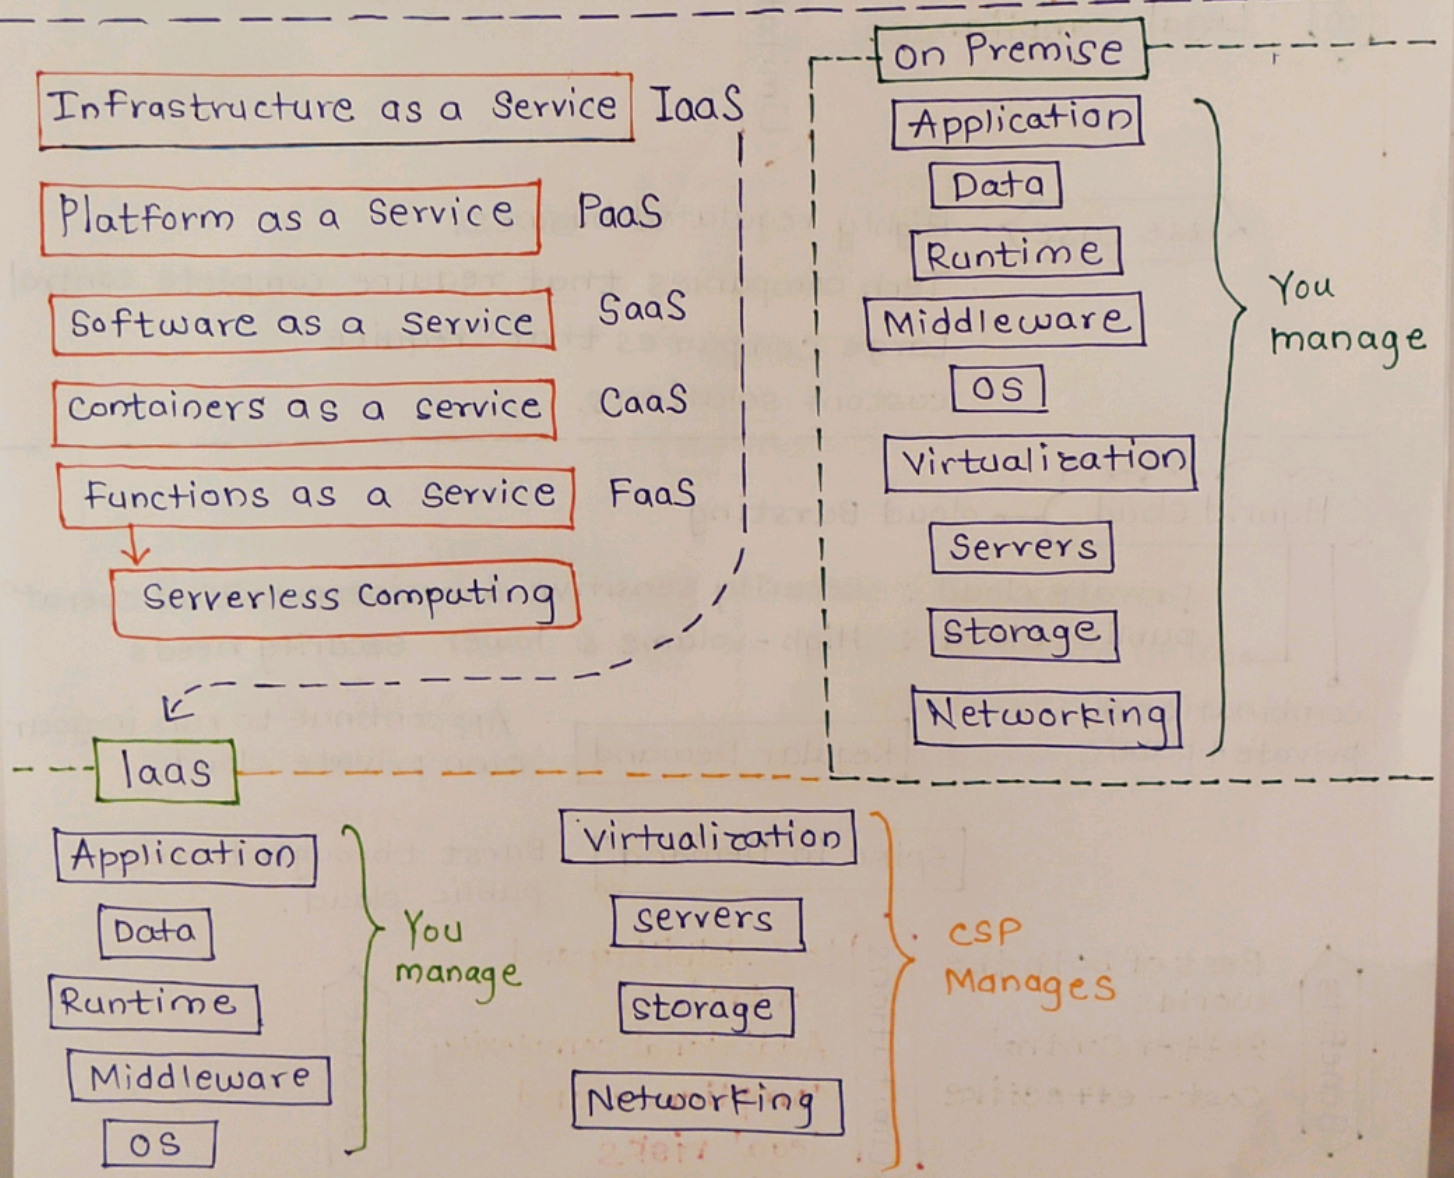 Infrastructure as a Service IaaS
Platform as a Service PaaS
Software as a Service SaaS
Containers as a service CaaS
Functions as a Service FaaS
Serverless Computing
On Premise
Application
Data
Runtime
Middleware
OS
Virtualization
Servers
Storage
Networking
You
manage
Iaas
Application
Data
Runtime
Middleware
OS
You
manage
Virtualization
servers
storage
Networking
CSP
Manages